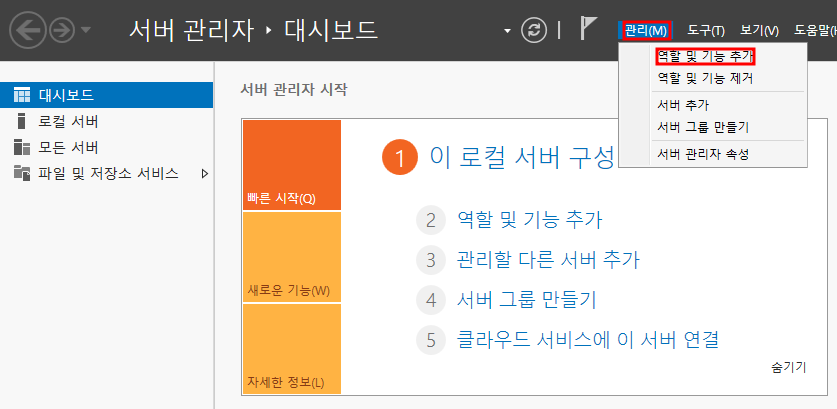 서버 관리자 ‣ 대시보드
관리(M) 도구(T) 보기(V) 도움말(H
역할 및 기능 추가
역할 및 기능 제거
서버 추가
서버 그룹 만들기
서버 관리자 속성
대시보드
로컬 서버
모든 서버
파일 및 저장소 서비스
서버 관리자 시작
빠른 시작(Q)
새로운 기능(W)
자세한 정보(L)
1 이 로컬 서버 구성
2 역할 및 기능 추가
3 관리할 다른 서버 추가
4 서버 그룹 만들기
5 클라우드 서비스에 이 서버 연결
숨기기